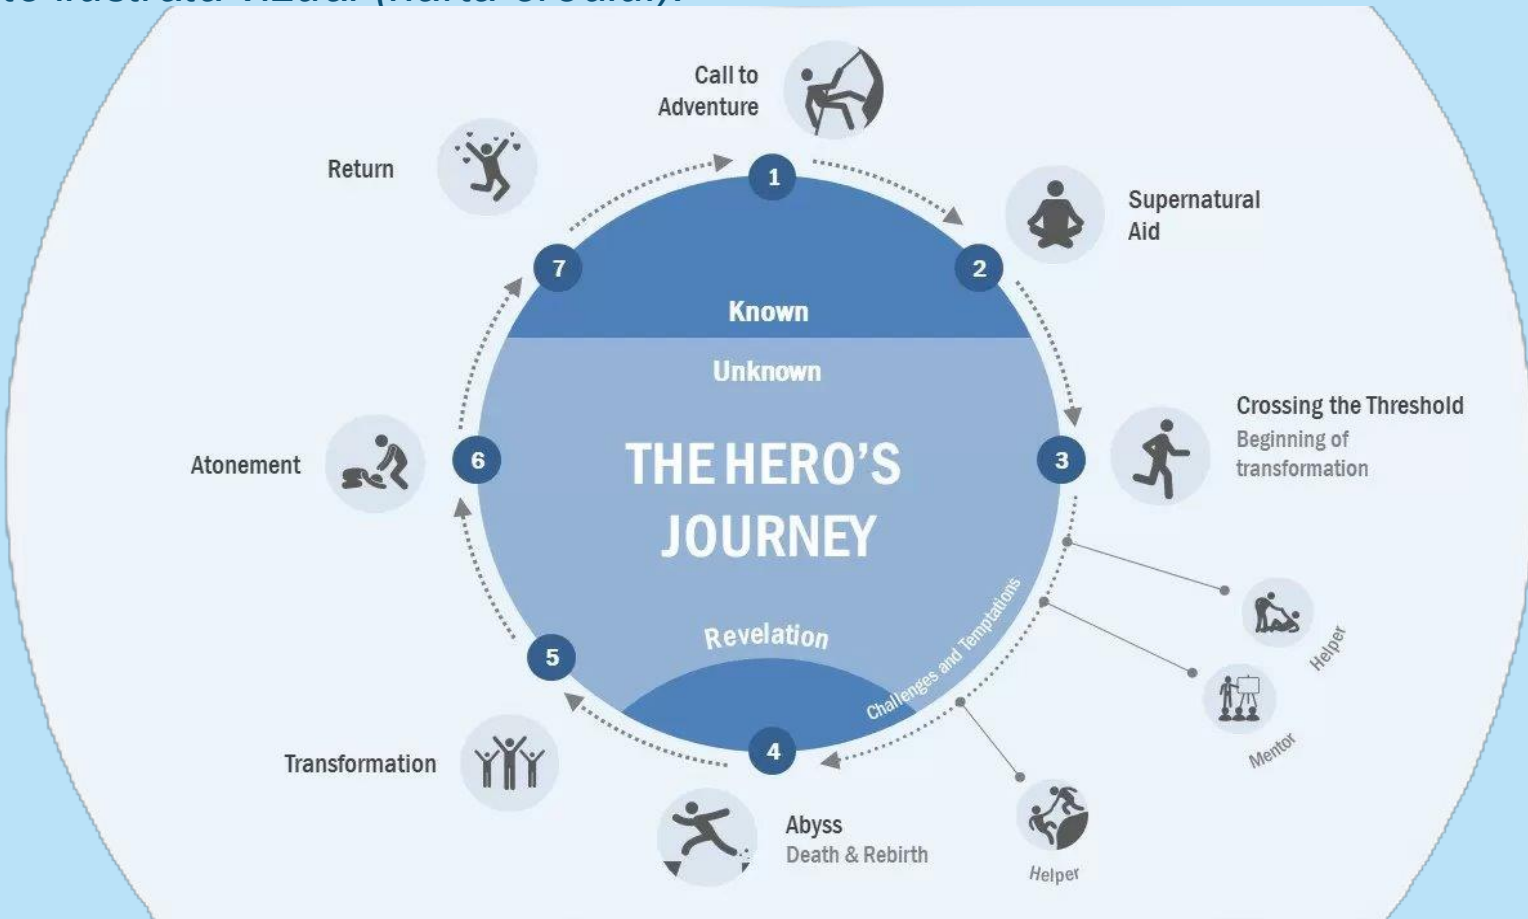 Call to
Adventure
Return
1
Supernatural
Aid
7
2
Known
Unknown
Crossing the Threshold
Beginning of
transformation
Atonement
6
THE HERO'S
JOURNEY
3
Challenges and Temptations
Revelation
Helper
5
Mentor
4
Transformation
Abyss
Death & Rebirth
Helper